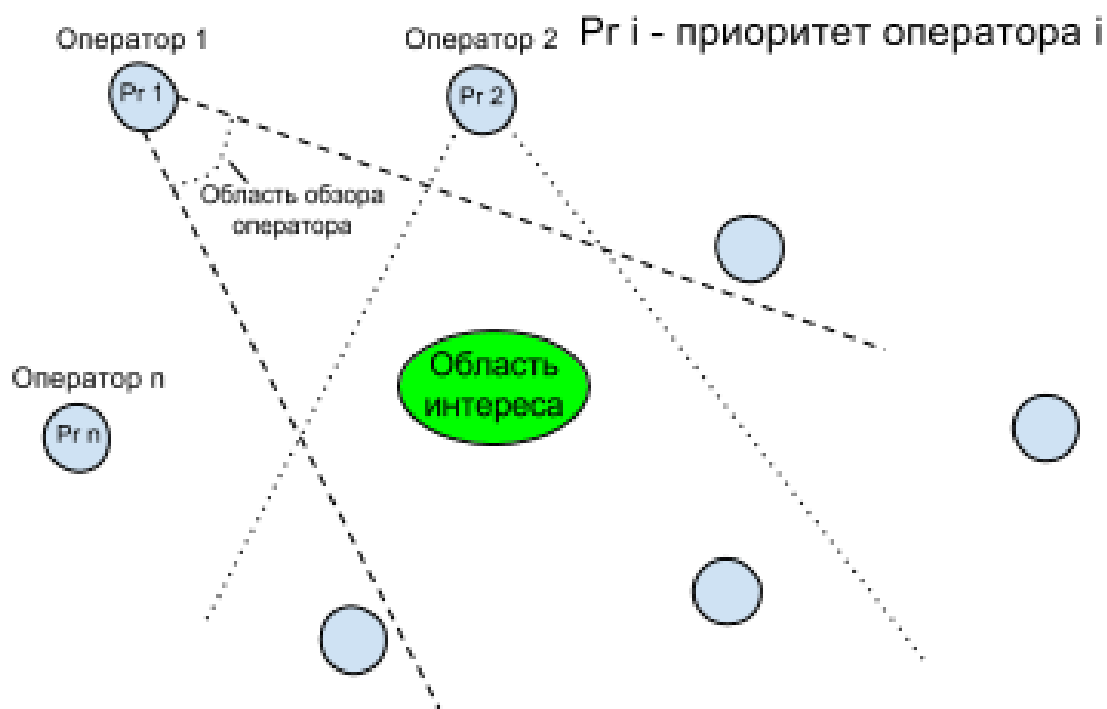 Оператор 1
Оператор 2
Pr i - приоритет оператора i
Pr 1
Pr 2
Область обзора
оператора
Область
интереса
Оператор n
Pr n